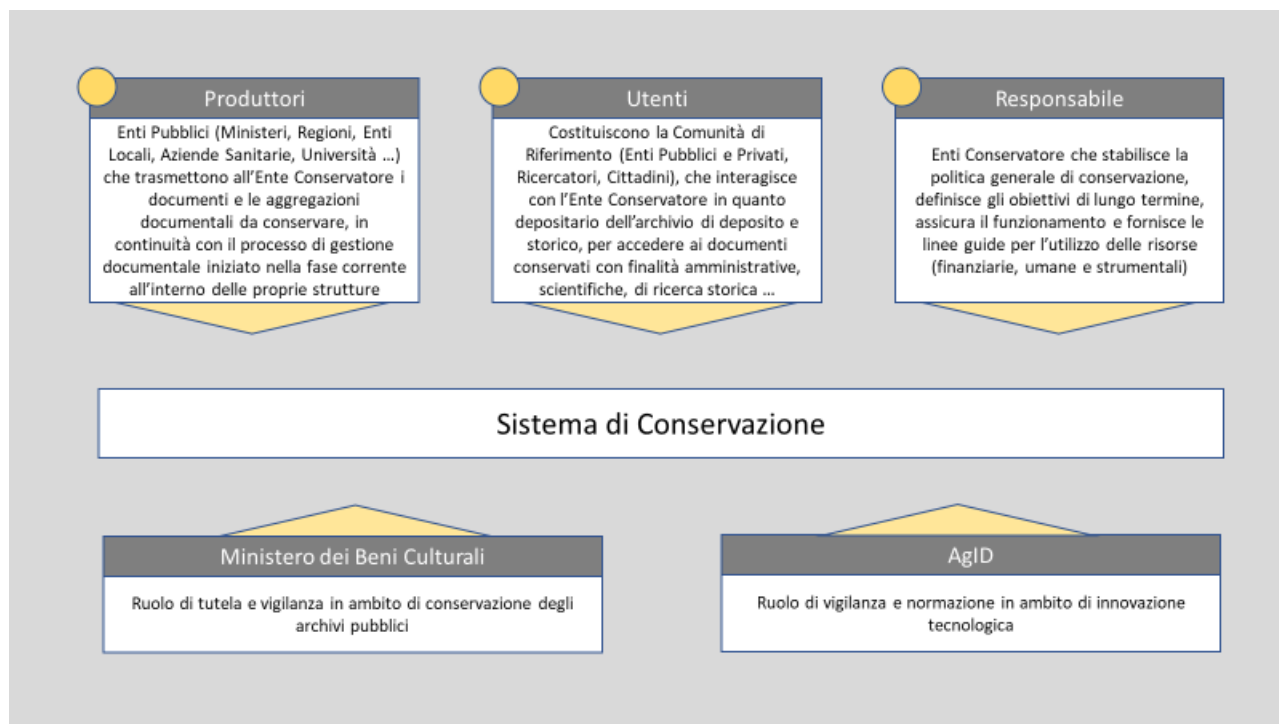 Produttori
Enti Pubblici (Ministeri, Regioni, Enti
Locali, Aziende Sanitarie, Università …)
che trasmettono all’Ente Conservatore i
documenti e le aggregazioni
documentali da conservare, in
continuità con il processo di gestione
documentale iniziato nella fase corrente
all’interno delle proprie strutture
Utenti
Costituiscono la Comunità di
Riferimento (Enti Pubblici e Privati,
Ricercatori, Cittadini), che interagisce
con l’Ente Conservatore in quanto
depositario dell’archivio di deposito e
storico, per accedere ai documenti
conservati con finalità amministrative,
scientifiche, di ricerca storica …
Responsabile
Enti Conservatore che stabilisce la
politica generale di conservazione,
definisce gli obiettivi di lungo termine,
assicura il funzionamento e fornisce le
linee guide per l’utilizzo delle risorse
(finanziarie, umane e strumentali)
Sistema di Conservazione
Ministero dei Beni Culturali
Ruolo di tutela e vigilanza in ambito di conservazione degli
archivi pubblici
AgID
Ruolo di vigilanza e normazione in ambito di innovazione
tecnologica